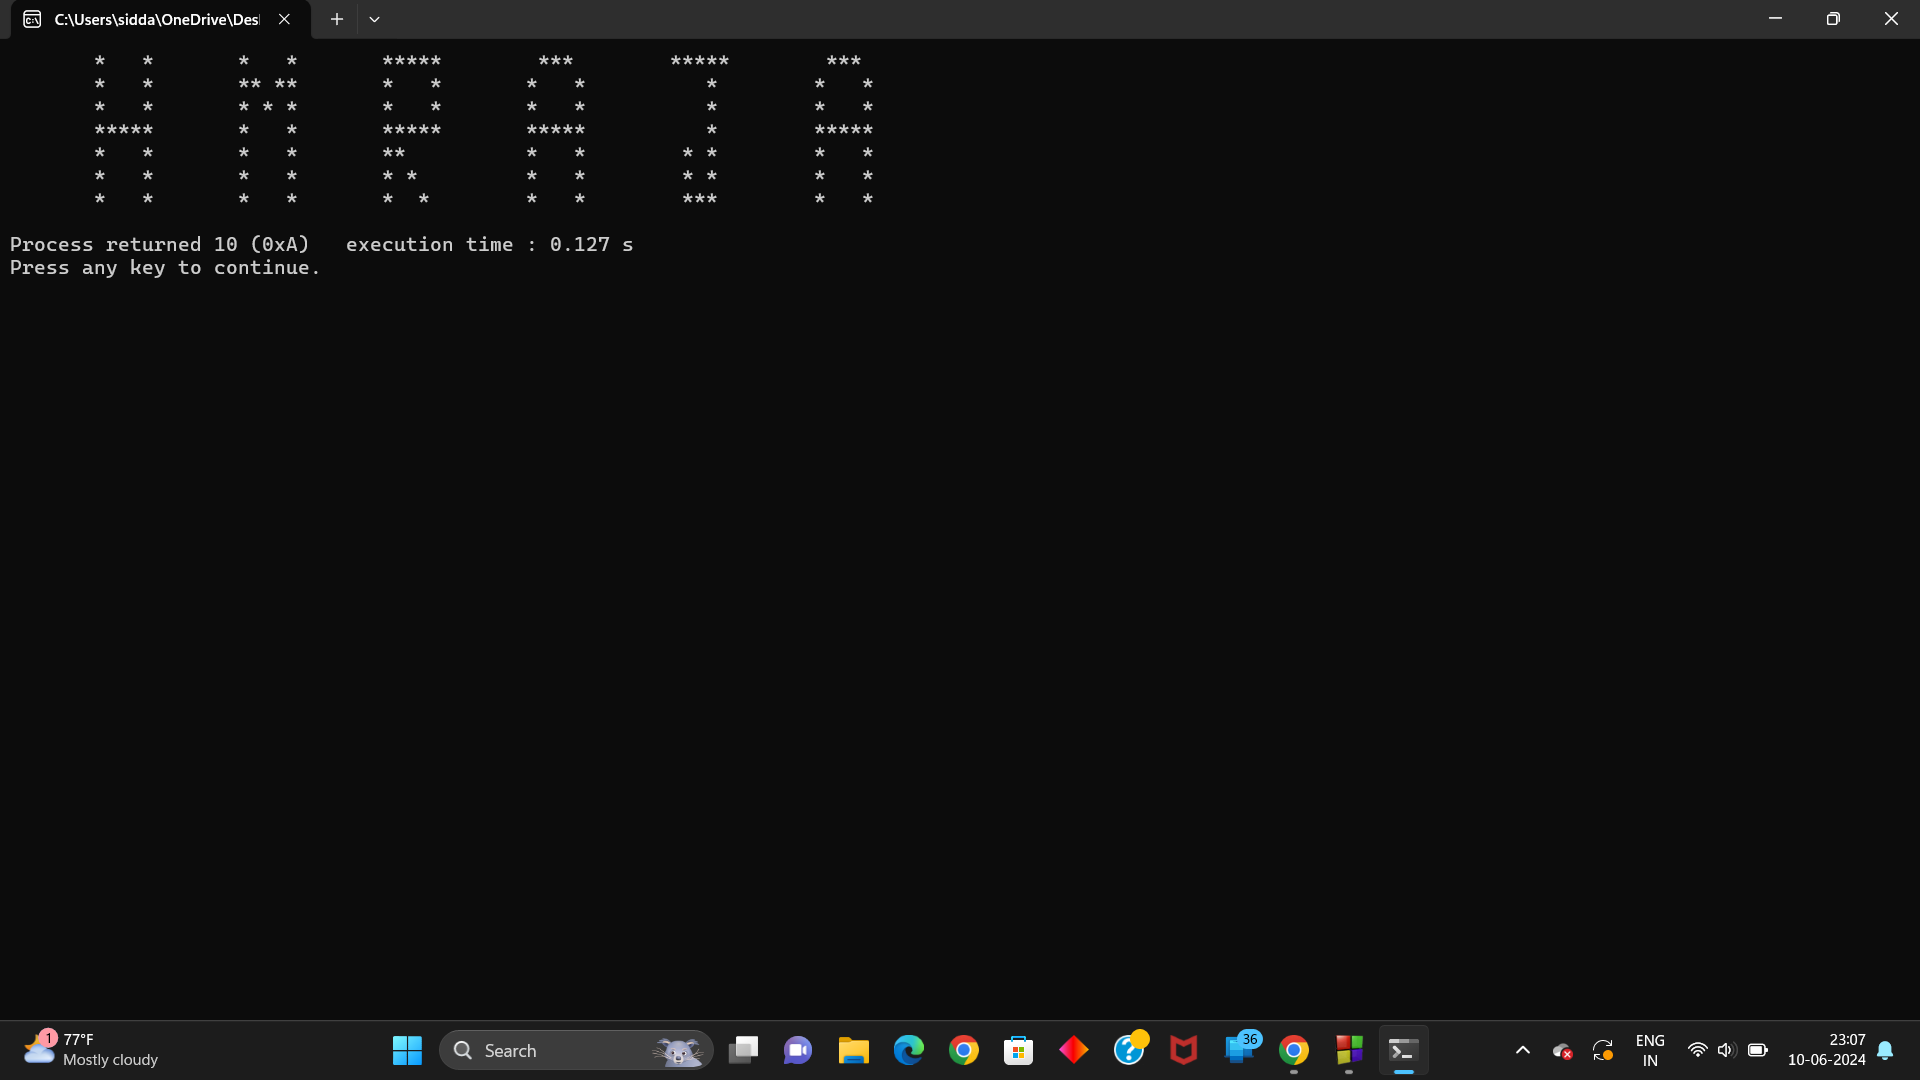 C:\Users\sidda\OneDrive\Des
*   *       *   *       *****        ***        *****        ***
*   *       ** **       *   *       *   *          *        *   *
*   *       * * *       *   *       *   *          *        *   *
*****       *   *       *****       *****          *        *****
*   *       *   *       **          *   *        * *        *   *
*   *       *   *       * *         *   *        * *        *   *
*   *       *   *       *  *        *   *        ***        *   *
Process returned 10 (0xA)   execution time : 0.127 s
Press any key to continue.
1
77°F
Mostly cloudy
Search
36
ENG
IN
23:07
10-06-2024